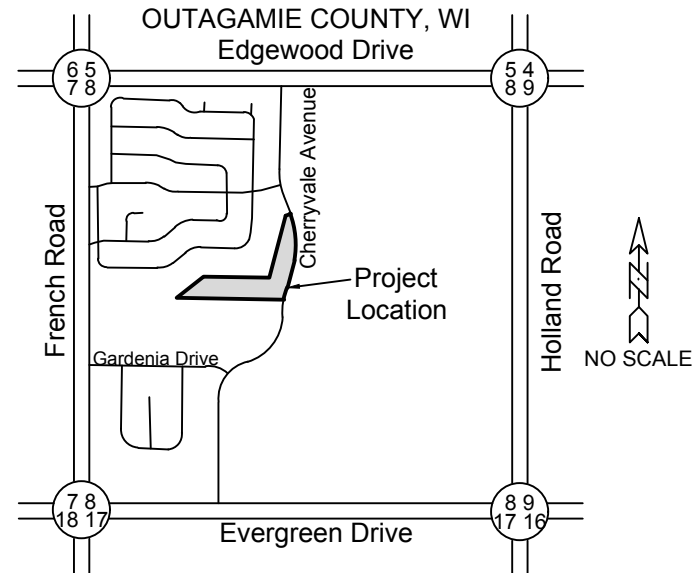 OUTAGAMIE COUNTY, WI
Edgewood Drive
6 5
7 8
5 4
8 9
Cherryvale Avenue
French Road
Holland Road
Project
Location
N
NO SCALE
Gardenia Drive
7 8
18 17
8 9
17 16
Evergreen Drive